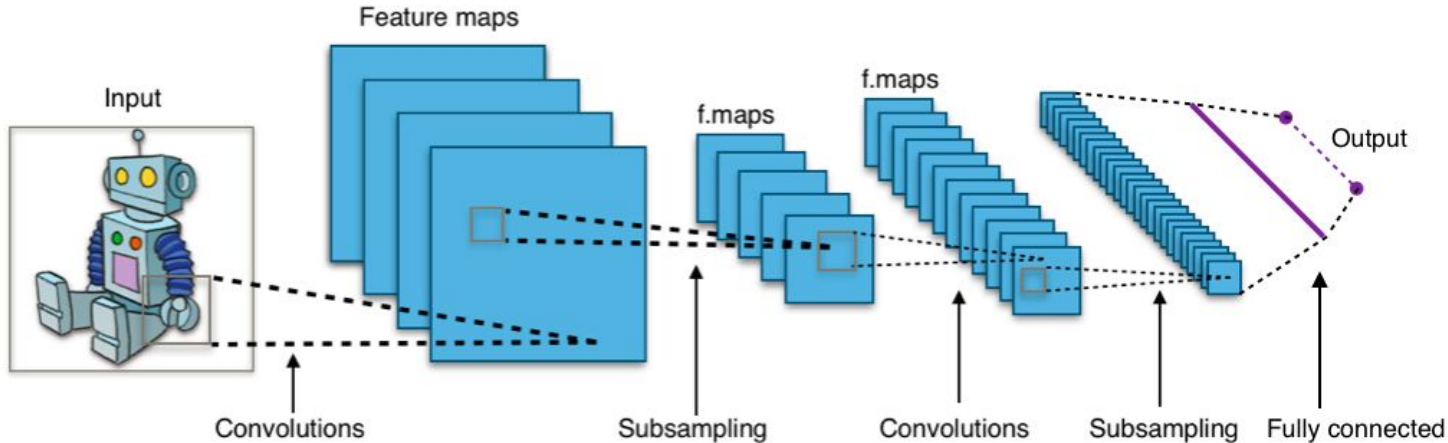 Feature maps
Input
f.maps
f.maps
Output
Convolutions
Subsampling
Convolutions
Subsampling
Fully connected